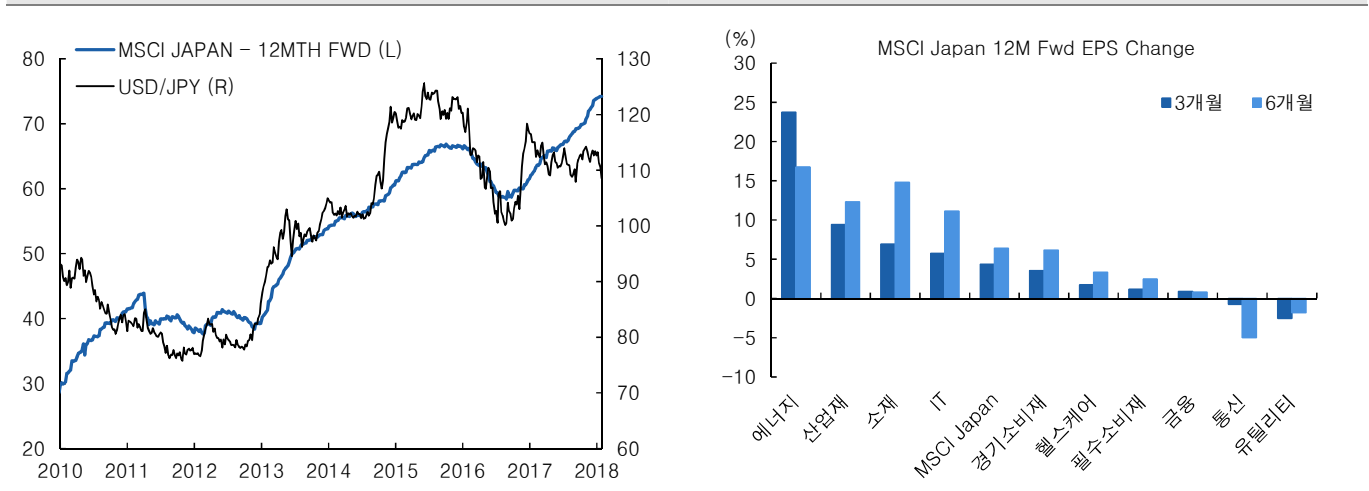 MSCI JAPAN - 12MTH FWD (L)
USD/JPY (R)
80
70
60
50
40
30
20
130
120
110
100
90
80
70
60
2010 2011 2012 2013 2014 2015 2016 2017 2018
(%)
MSCI Japan 12M Fwd EPS Change
3개월 6개월
30
25
20
15
10
5
0
-5
-10
에너지
산업재
소재
IT
MSCI Japan
경기소비재
헬스케어
필수소비재
금융
통신
유틸리티